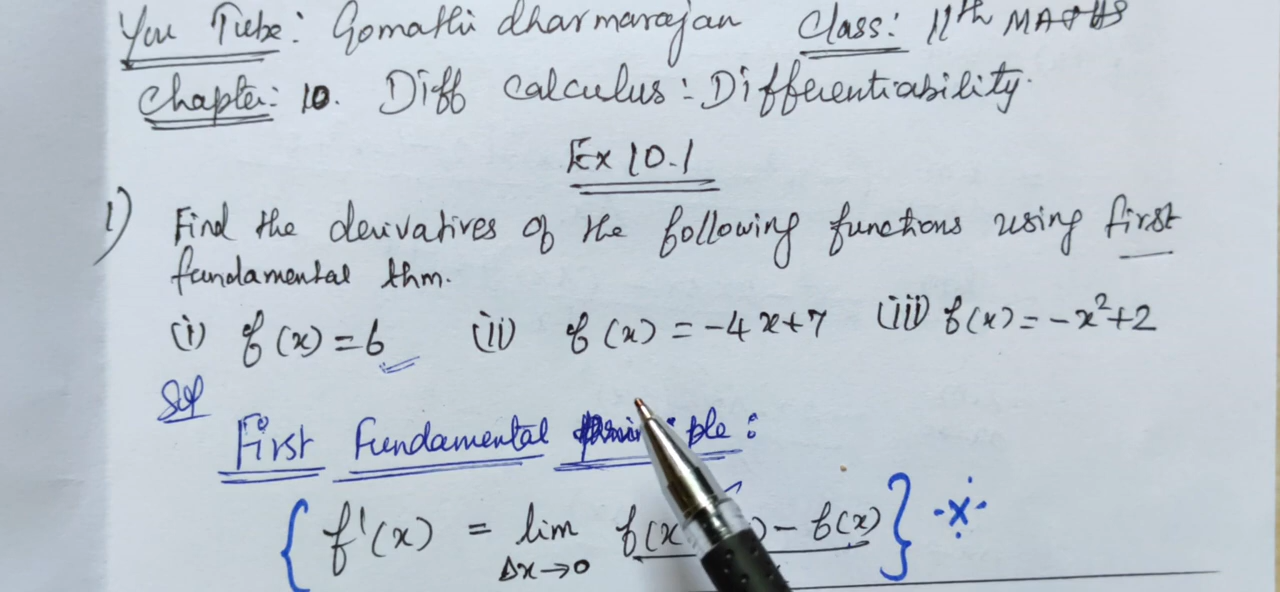 You Tube: Gomathi dharmarajan Class: 11th MATHS
Chapter: 10. Diff calculus: Differentiability.
Ex 10.1
1) Find the derivatives of the following functions using first
fundamental thm.
(i) f(x) = 6 (ii) f(x) = -4x+7 (iii) f(x) = -x²+2
Sol
First Fundamental :
{ f'(x) = lim f(x - f(x) } ·x·
Δx→0